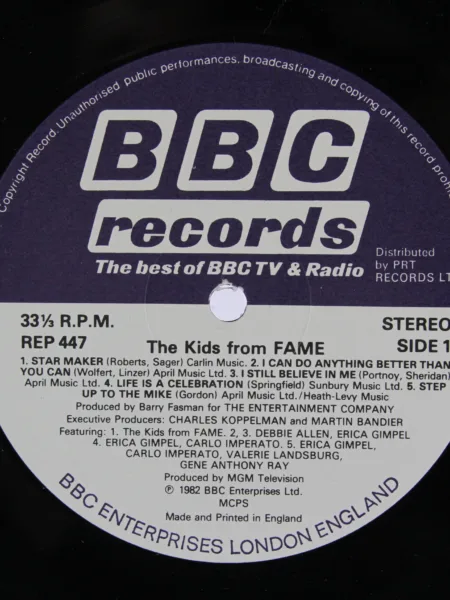 Copyright Record. Unauthorised public performances, broadcasting and copying of this record
BBC
records
The best of BBC TV & Radio
Distributed
by PRT
RECORDS
33⅓ R.P.M.
STEREO
REP 447
The Kids from FAME
SIDE 1
1. STAR MAKER (Roberts, Sager) Carlin Music. 2. I CAN DO ANYTHING BETTER THAN
YOU CAN (Wolfert, Linzer) April Music Ltd. 3. I STILL BELIEVE IN ME (Portnoy, Sheridan)
April Music Ltd. 4. LIFE IS A CELEBRATION (Springfield) Sunbury Music Ltd. 5. STEP
UP TO THE MIKE (Gordon) April Music Ltd./Heath-Levy Music
Produced by Barry Fasman for THE ENTERTAINMENT COMPANY
Executive Producers: CHARLES KOPPELMAN and MARTIN BANDIER
Featuring: 1. The Kids from FAME. 2, 3. DEBBIE ALLEN, ERICA GIMPEL
4. ERICA GIMPEL, CARLO IMPERATO. 5. ERICA GIMPEL,
CARLO IMPERATO, VALERIE LANDSBURG,
GENE ANTHONY RAY
Produced by MGM Television
℗ 1982 BBC Enterprises Ltd.
MCPS
Made and Printed in England
BBC ENTERPRISES LONDON ENGLAND